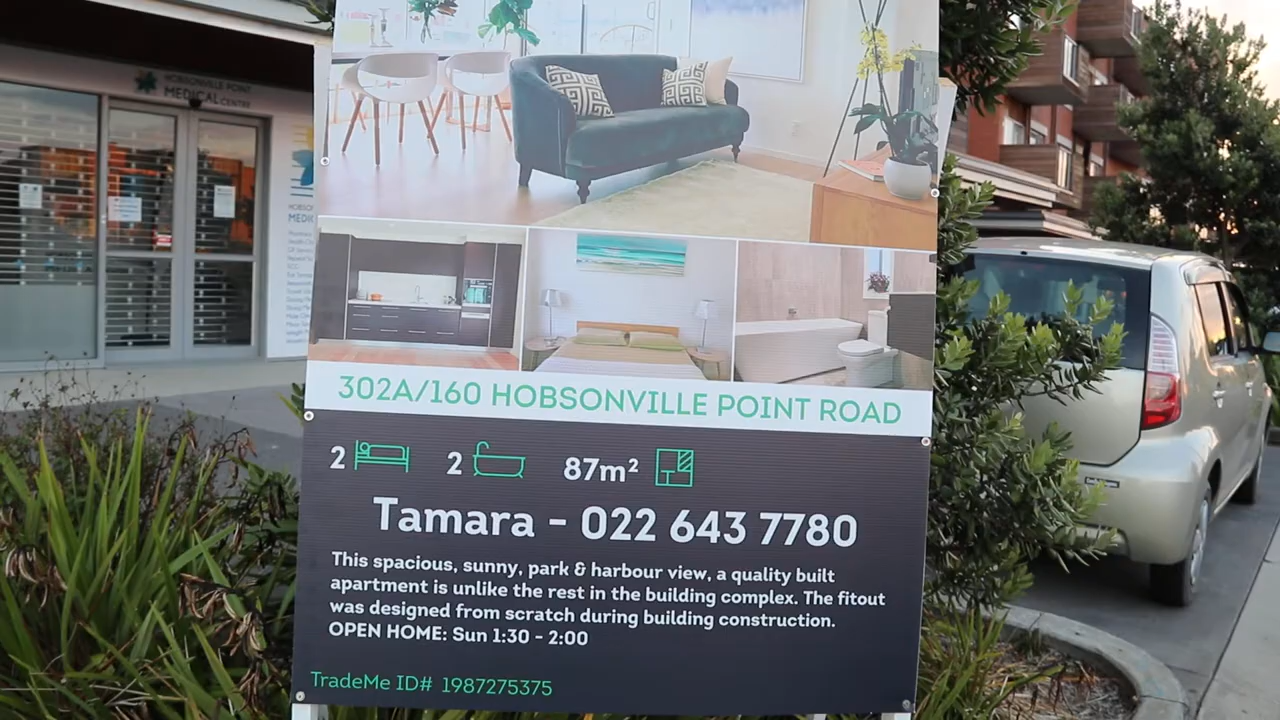 HOBSONVILLE POINT
MEDICAL CENTRE
302A/160 HOBSONVILLE POINT ROAD
2 2 87m²
Tamara - 022 643 7780
This spacious, sunny, park & harbour view, a quality built
apartment is unlike the rest in the building complex. The fitout
was designed from scratch during building construction.
OPEN HOME: Sun 1:30 - 2:00
TradeMe ID# 1987275375